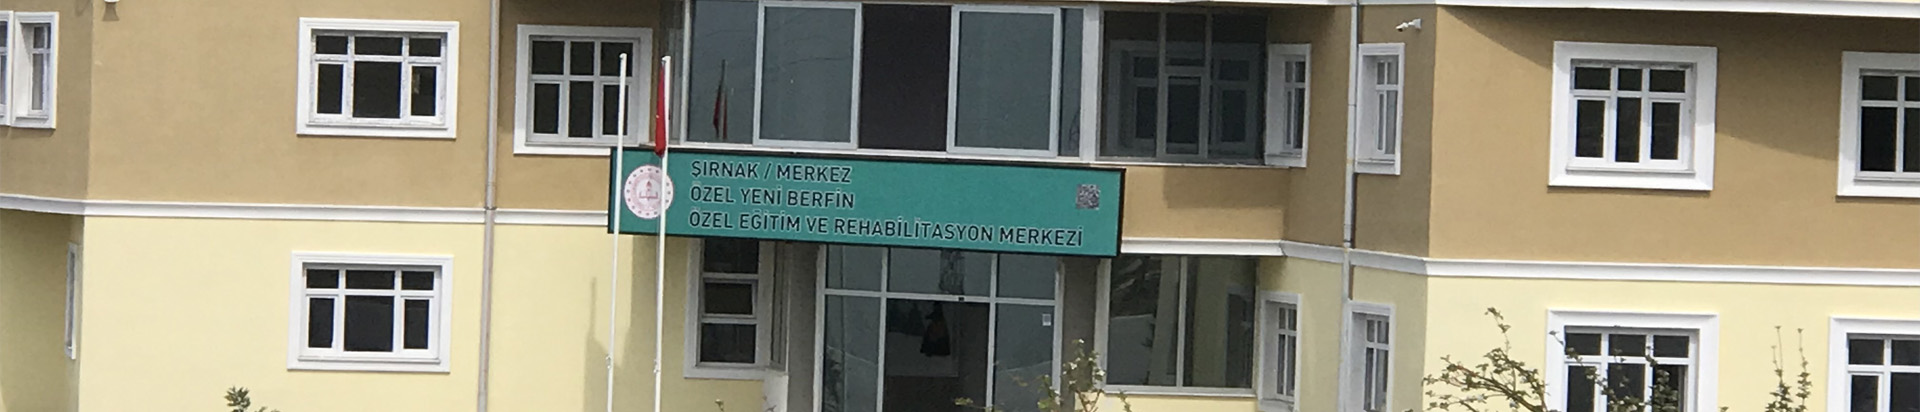 ŞIRNAK / MERKEZ
ÖZEL YENİ BERFİN
ÖZEL EĞİTİM VE REHABİLİTASYON MERKEZİ